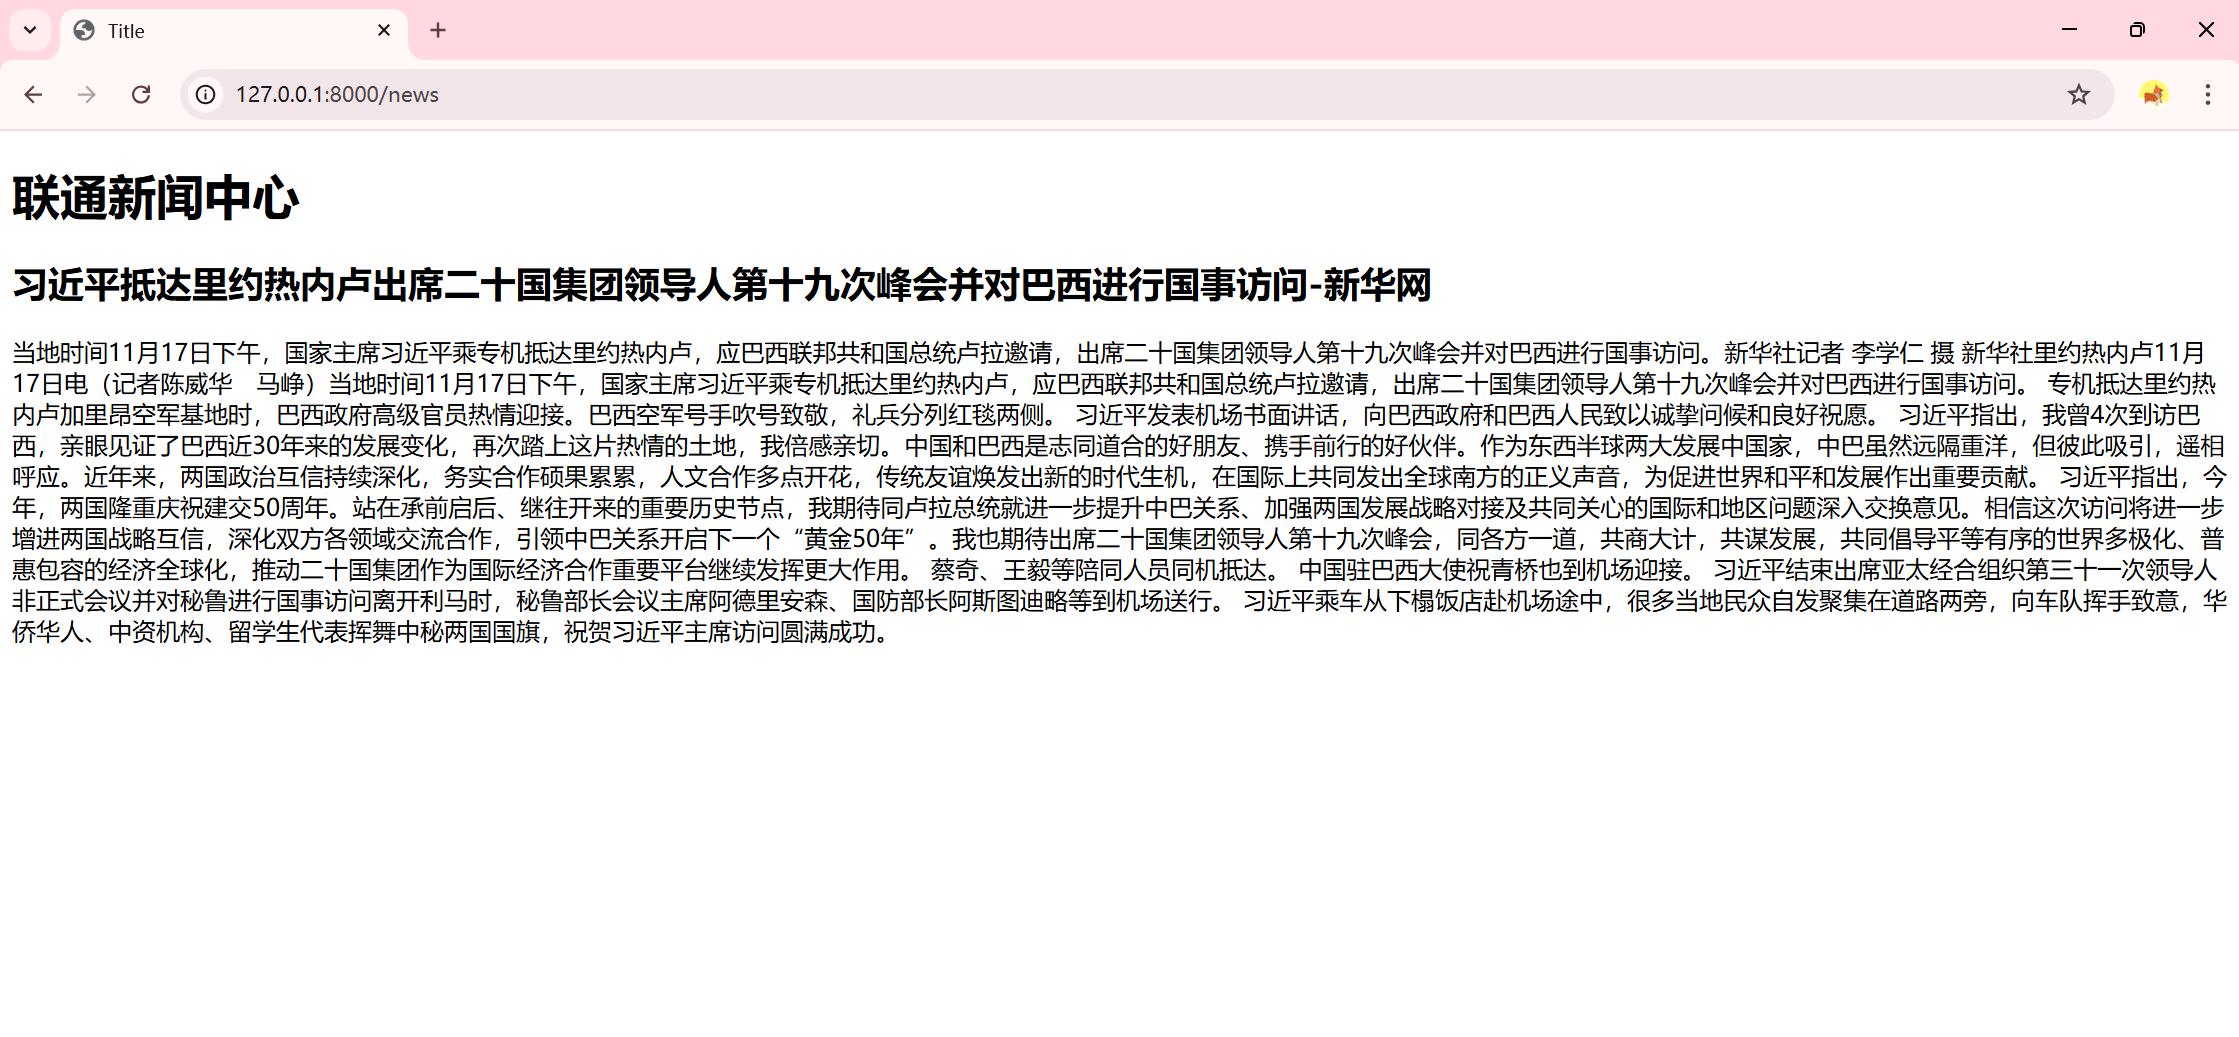 Title
127.0.0.1:8000/news
联通新闻中心
习近平抵达里约热内卢出席二十国集团领导人第十九次峰会并对巴西进行国事访问-新华网
当地时间11月17日下午，国家主席习近平乘专机抵达里约热内卢，应巴西联邦共和国总统卢拉邀请，出席二十国集团领导人第十九次峰会并对巴西进行国事访问。新华社记者 李学仁 摄 新华社里约热内卢11月
17日电（记者陈威华　马峥）当地时间11月17日下午，国家主席习近平乘专机抵达里约热内卢，应巴西联邦共和国总统卢拉邀请，出席二十国集团领导人第十九次峰会并对巴西进行国事访问。 专机抵达里约热
内卢加里昂空军基地时，巴西政府高级官员热情迎接。巴西空军号手吹号致敬，礼兵分列红毯两侧。 习近平发表机场书面讲话，向巴西政府和巴西人民致以诚挚问候和良好祝愿。 习近平指出，我曾4次到访巴
西，亲眼见证了巴西近30年来的发展变化，再次踏上这片热情的土地，我倍感亲切。中国和巴西是志同道合的好朋友、携手前行的好伙伴。作为东西半球两大发展中国家，中巴虽然远隔重洋，但彼此吸引，遥相
呼应。近年来，两国政治互信持续深化，务实合作硕果累累，人文合作多点开花，传统友谊焕发出新的时代生机，在国际上共同发出全球南方的正义声音，为促进世界和平和发展作出重要贡献。 习近平指出，今
年，两国隆重庆祝建交50周年。站在承前启后、继往开来的重要历史节点，我期待同卢拉总统就进一步提升中巴关系、加强两国发展战略对接及共同关心的国际和地区问题深入交换意见。相信这次访问将进一步
增进两国战略互信，深化双方各领域交流合作，引领中巴关系开启下一个“黄金50年”。我也期待出席二十国集团领导人第十九次峰会，同各方一道，共商大计，共谋发展，共同倡导平等有序的世界多极化、普
惠包容的经济全球化，推动二十国集团作为国际经济合作重要平台继续发挥更大作用。 蔡奇、王毅等陪同人员同机抵达。 中国驻巴西大使祝青桥也到机场迎接。 习近平结束出席亚太经合组织第三十一次领导人
非正式会议并对秘鲁进行国事访问离开利马时，秘鲁部长会议主席阿德里安森、国防部长阿斯图迪略等到机场送行。 习近平乘车从下榻饭店赴机场途中，很多当地民众自发聚集在道路两旁，向车队挥手致意，华
侨华人、中资机构、留学生代表挥舞中秘两国国旗，祝贺习近平主席访问圆满成功。